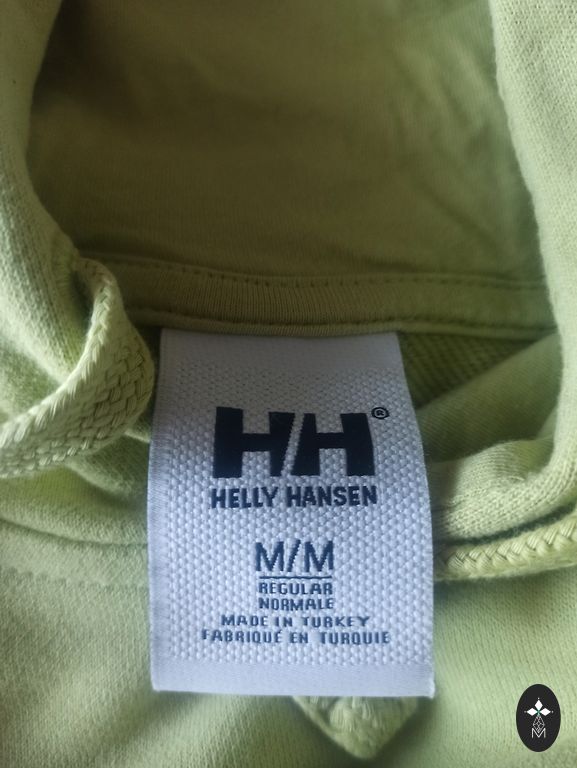 HH®
HELLY HANSEN
M/M
REGULAR
NORMALE
MADE IN TURKEY
FABRIQUÉ EN TURQUIE
M